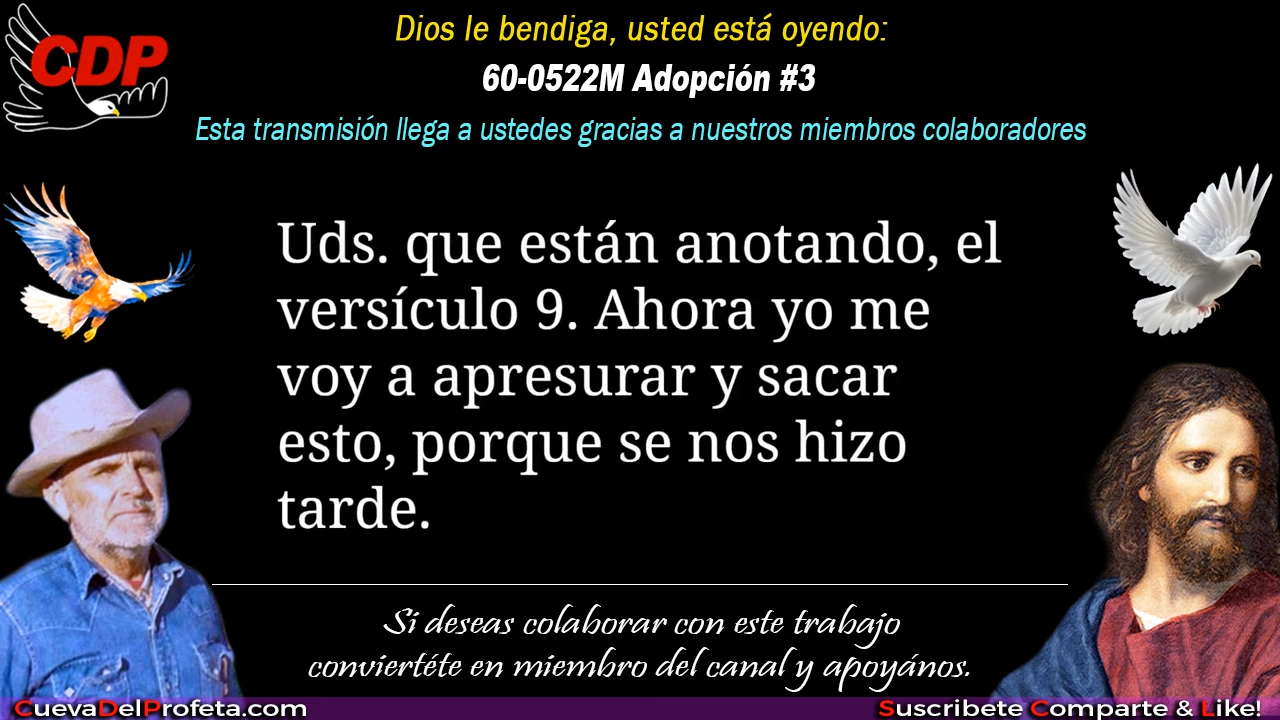 CDP
Dios le bendiga, usted está oyendo:
60-0522M Adopción #3
Esta transmisión llega a ustedes gracias a nuestros miembros colaboradores
Uds. que están anotando, el
versículo 9. Ahora yo me
voy a apresurar y sacar
esto, porque se nos hizo
tarde.
Si deseas colaborar con este trabajo
conviertéte en miembro del canal y apoyános.
CuevaDelProfeta.com
Suscribete Comparte & Like!